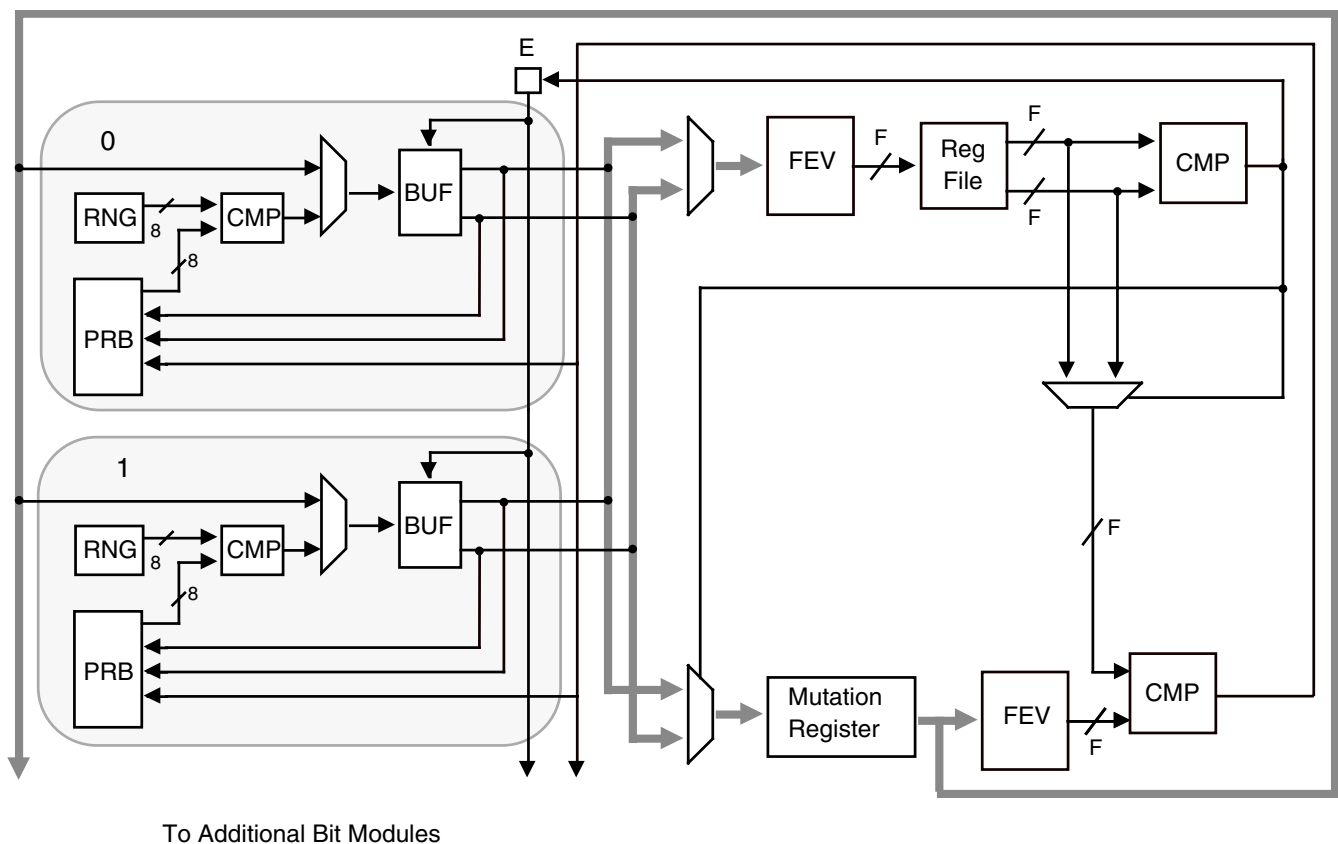 E
0
RNG
8
CMP
8
PRB
BUF
FEV
F
Reg
File
F
F
CMP
1
RNG
8
CMP
8
PRB
BUF
F
Mutation
Register
FEV
F
CMP
To Additional Bit Modules